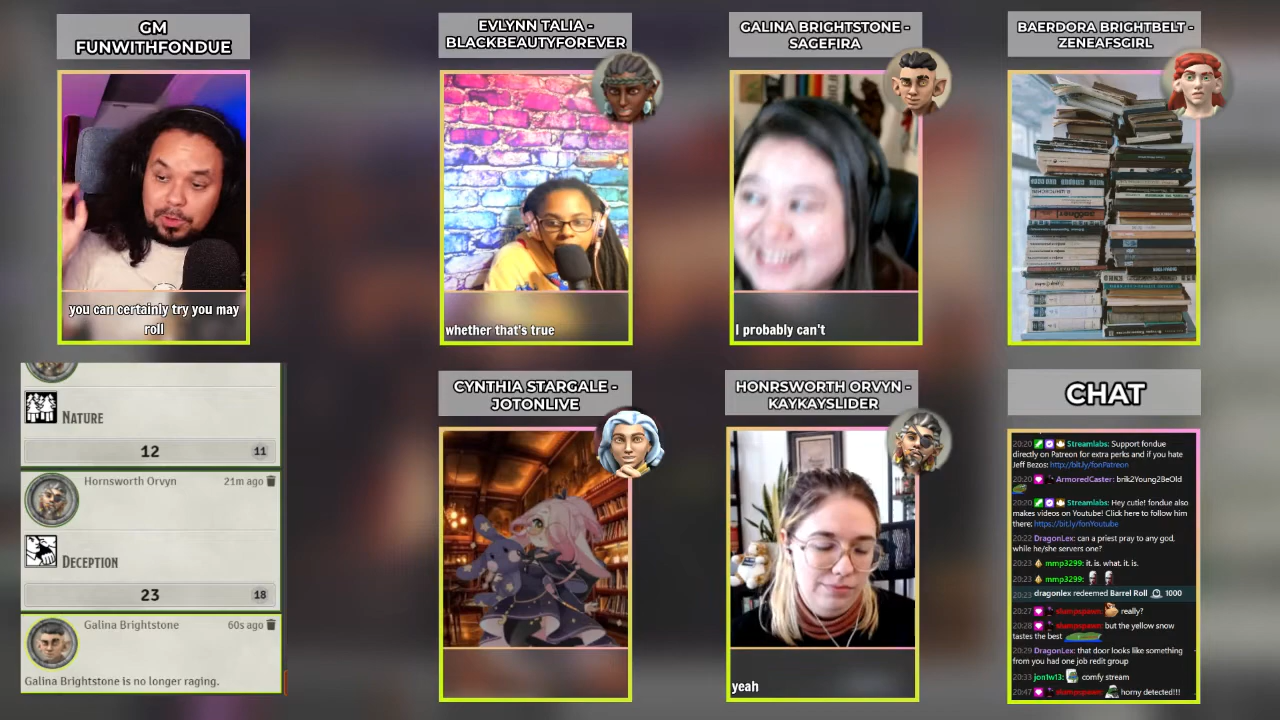 GM
FUNWITHFONDUE
EVLYNN TALIA -
BLACKBEAUTYFOREVER
GALINA BRIGHTSTONE -
SAGEFIRA
BAERDORA BRIGHTBELT -
ZENEAFSGIRL
you can certainly try you may
roll
whether that's true
I probably can't
NATURE
12
11
Hornsworth Orvyn
21m ago
DECEPTION
23
18
Galina Brightstone
60s ago
Galina Brightstone is no longer raging.
CYNTHIA STARGALE -
JOTONLIVE
HONRSWORTH ORVYN -
KAYKAYSLIDER
yeah
CHAT
20:20 Streamlabs: Support fondue
directly on Patreon for extra perks and if you hate
Jeff Bezos: http://bit.ly/fonPatreon
20:20 ArmoredCaster: brik2Young2BeOld
20:20 Streamlabs: Hey cutie! fondue also
makes videos on Youtube! Click here to follow him
there: https://bit.ly/fonYoutube
20:22 DragonLex: can a priest pray to any god,
while he/she servers one?
20:23 mmp3299: it. is. what. it. is.
20:23 mmp3299:
20:23 dragonlex redeemed Barrel Roll 1000
20:27 really?
20:28 but the yellow snow
tastes the best
20:29 DragonLex: that door looks like something
from you had one job redit group
20:33 jon1w13: comfy stream
20:47 horny detected!!!